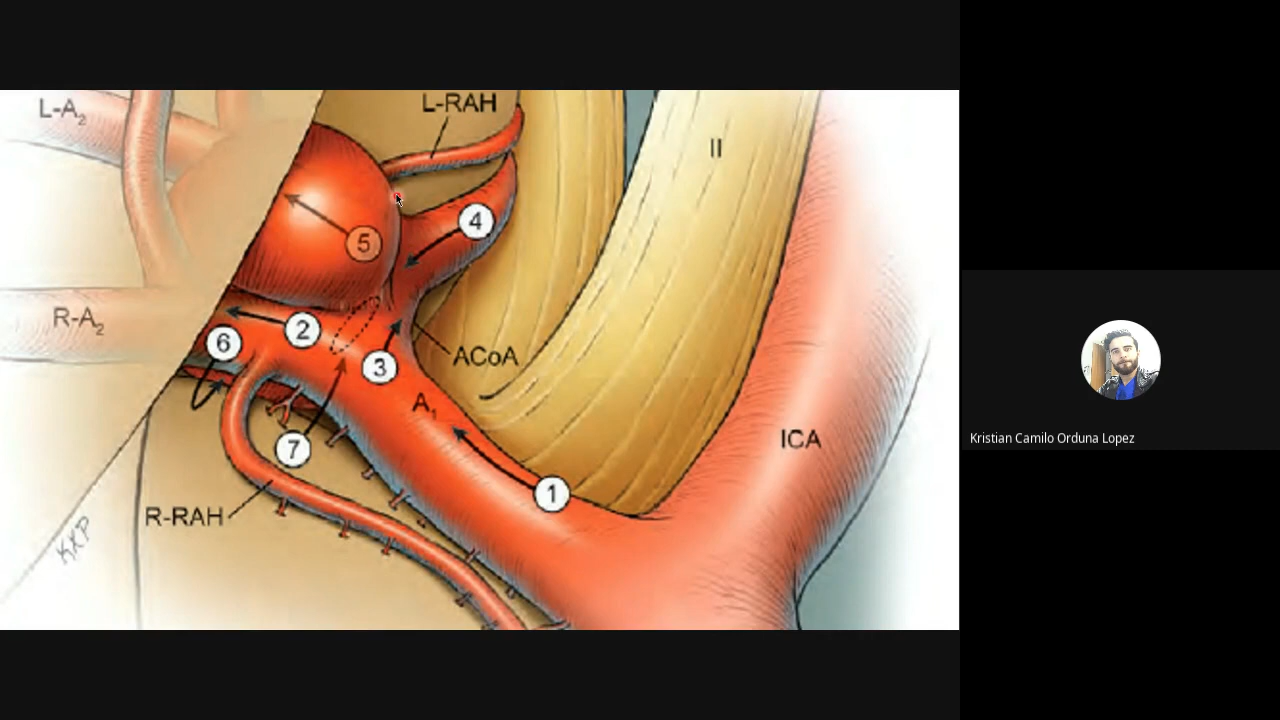 L-A₂
L-RAH
II
5
4
R-A₂
6
2
3
ACoA
A₁
7
1
ICA
R-RAH
KXP
Kristian Camilo Orduna Lopez